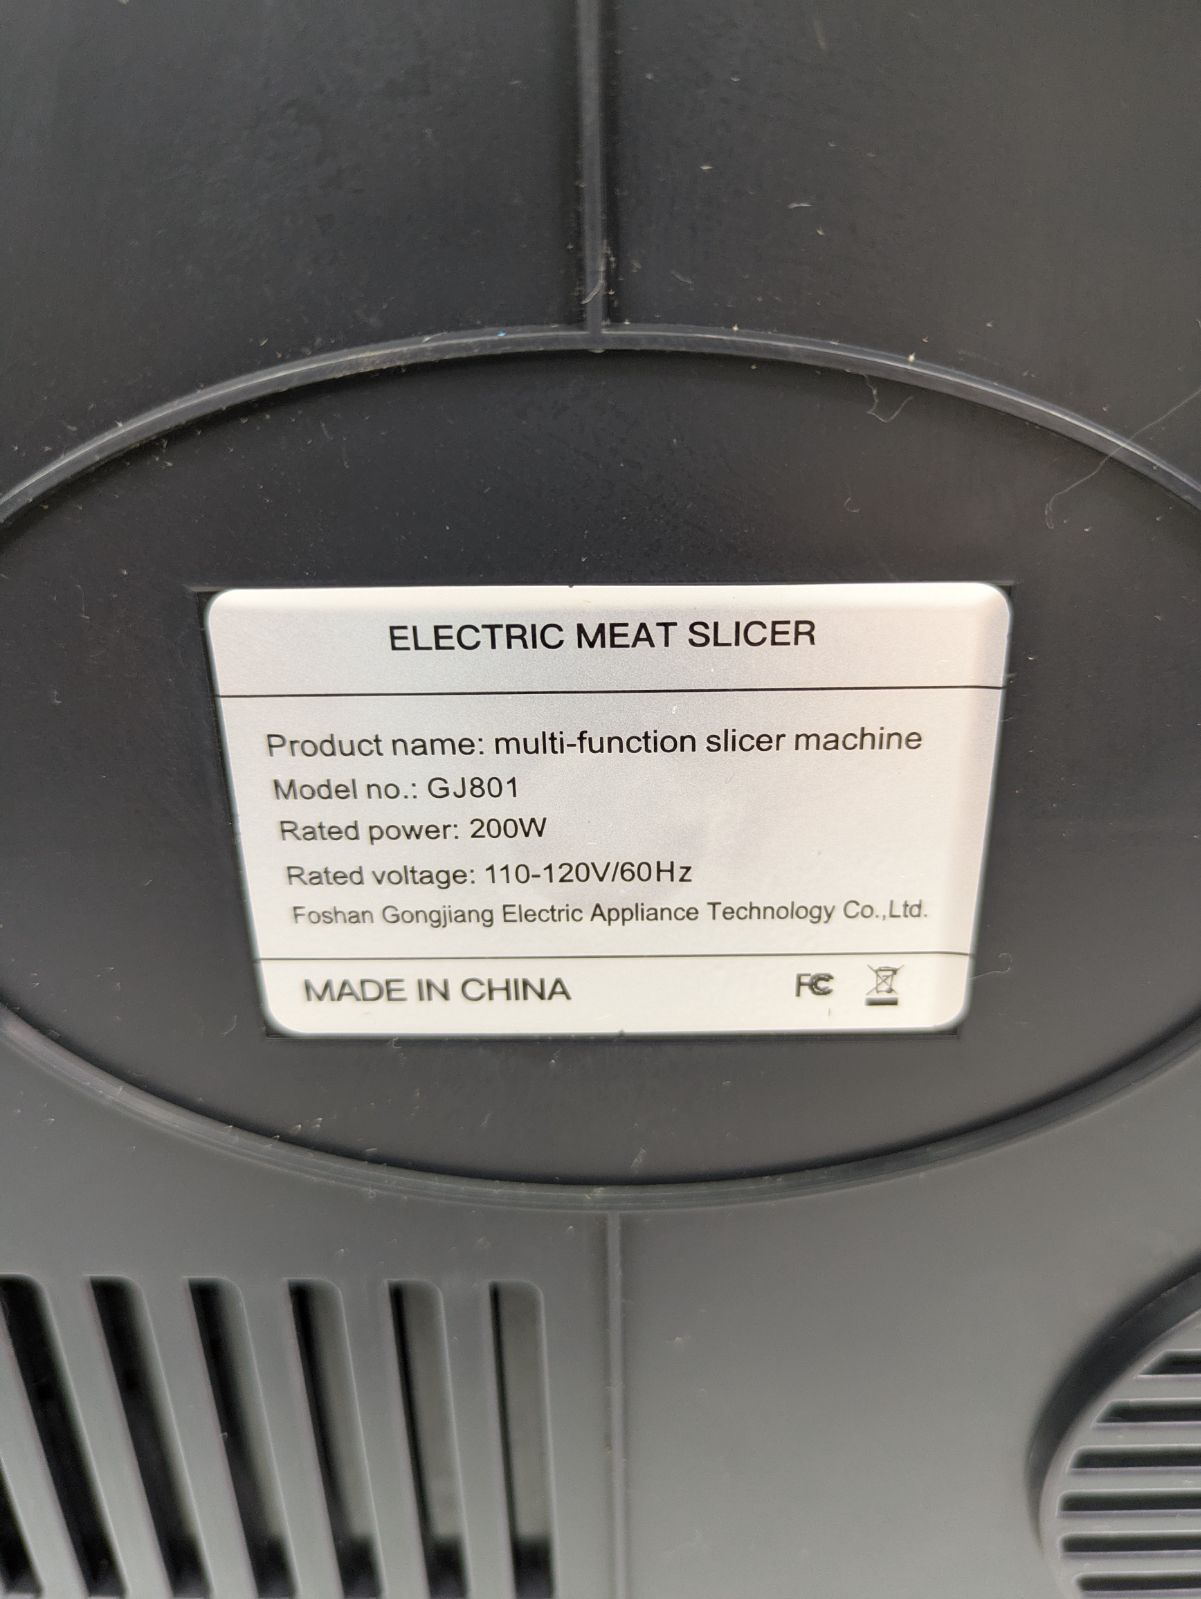 ELECTRIC MEAT SLICER
Product name: multi-function slicer machine
Model no.: GJ801
Rated power: 200W
Rated voltage: 110-120V/60Hz
Foshan Gongjiang Electric Appliance Technology Co.,Ltd.
MADE IN CHINA FC